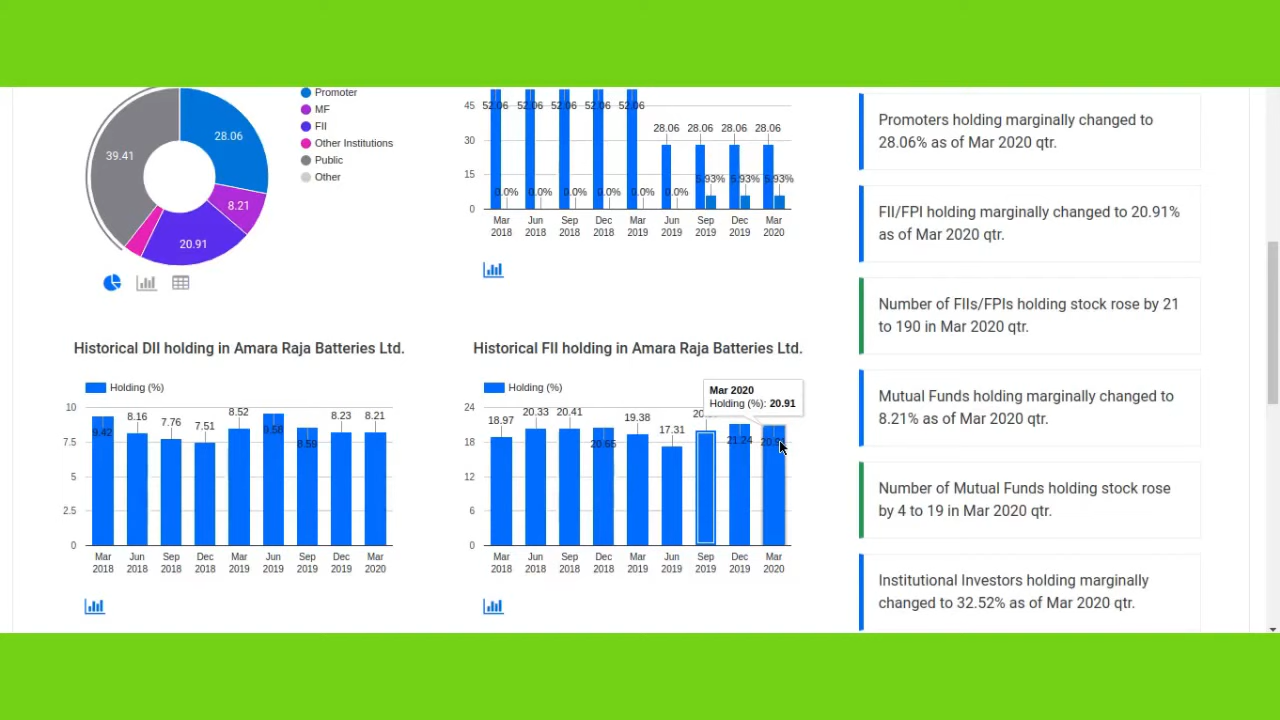 Promoter
MF
FII
Other Institutions
Public
Other
28.06
8.21
20.91
39.41
45
30
15
0
52.06 52.06 52.06 52.06 52.06
28.06 28.06 28.06 28.06
0.0% 0.0% 0.0% 0.0% 0.0% 0.0% 5.93% 5.93% 5.93%
Mar Jun Sep Dec Mar Jun Sep Dec Mar
2018 2018 2018 2018 2019 2019 2019 2019 2020
Historical DII holding in Amara Raja Batteries Ltd.
Holding (%)
10
7.5
5
2.5
0
9.42 8.16 7.76 7.51 8.52 9.58 8.59 8.23 8.21
Mar Jun Sep Dec Mar Jun Sep Dec Mar
2018 2018 2018 2018 2019 2019 2019 2019 2020
Historical FII holding in Amara Raja Batteries Ltd.
Holding (%)
Mar 2020
Holding (%): 20.91
24
18
12
6
0
18.97 20.33 20.41 20.65 19.38 17.31 21.24
Mar Jun Sep Dec Mar Jun Sep Dec Mar
2018 2018 2018 2018 2019 2019 2019 2019 2020
Promoters holding marginally changed to
28.06% as of Mar 2020 qtr.
FII/FPI holding marginally changed to 20.91%
as of Mar 2020 qtr.
Number of FIIs/FPIs holding stock rose by 21
to 190 in Mar 2020 qtr.
Mutual Funds holding marginally changed to
8.21% as of Mar 2020 qtr.
Number of Mutual Funds holding stock rose
by 4 to 19 in Mar 2020 qtr.
Institutional Investors holding marginally
changed to 32.52% as of Mar 2020 qtr.